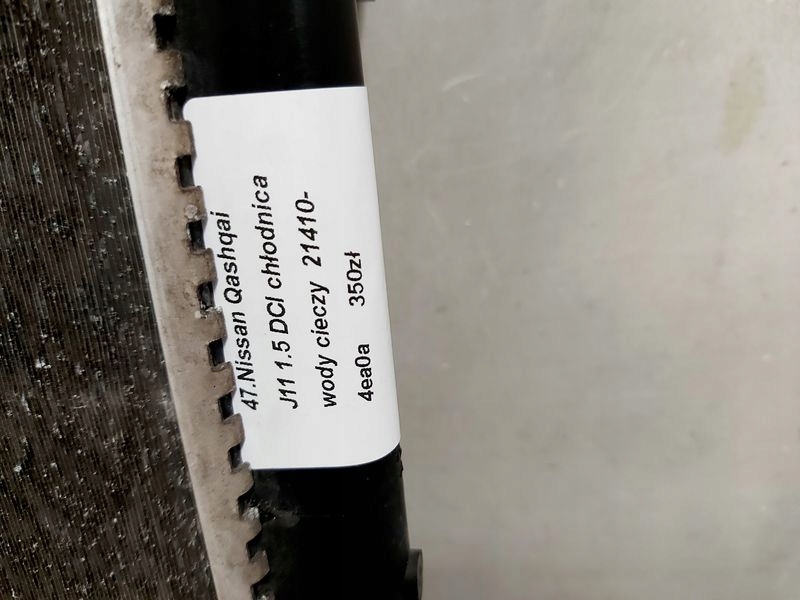 47.Nissan Qashqai
J11 1.5 DCI chłodnica
wody cieczy 21410-
4ea0a 350zł